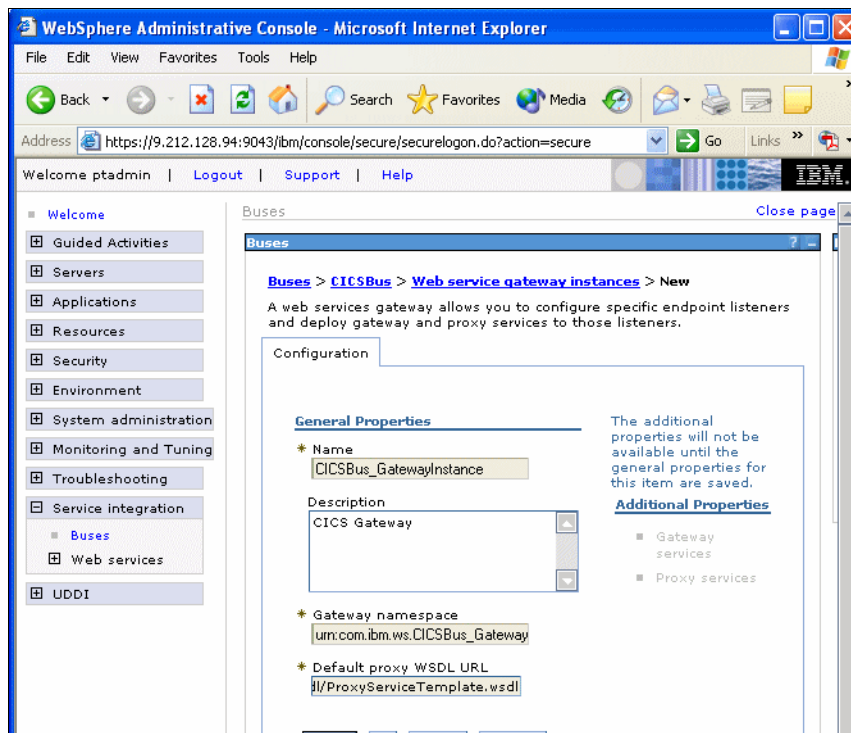 WebSphere Administrative Console - Microsoft Internet Explorer
File Edit View Favorites Tools Help
Back Search Favorites Media
Address https://9.212.128.94:9043/ibm/console/secure/securelogon.do?action=secure Go Links »
Welcome ptadmin | Logout | Support | Help IBM.
Welcome
Guided Activities
Servers
Applications
Resources
Security
Environment
System administration
Monitoring and Tuning
Troubleshooting
Service integration
Buses
Web services
UDDI
Buses Close page
Buses ? -
Buses > CICSBus > Web service gateway instances > New
A web services gateway allows you to configure specific endpoint listeners
and deploy gateway and proxy services to those listeners.
Configuration
General Properties
* Name
CICSBus_GatewayInstance
Description
CICS Gateway
* Gateway namespace
urn:com.ibm.ws.CICSBus_Gateway
* Default proxy WSDL URL
dl/ProxyServiceTemplate.wsdl
The additional
properties will not be
available until the
general properties for
this item are saved.
Additional Properties
Gateway
services
Proxy services